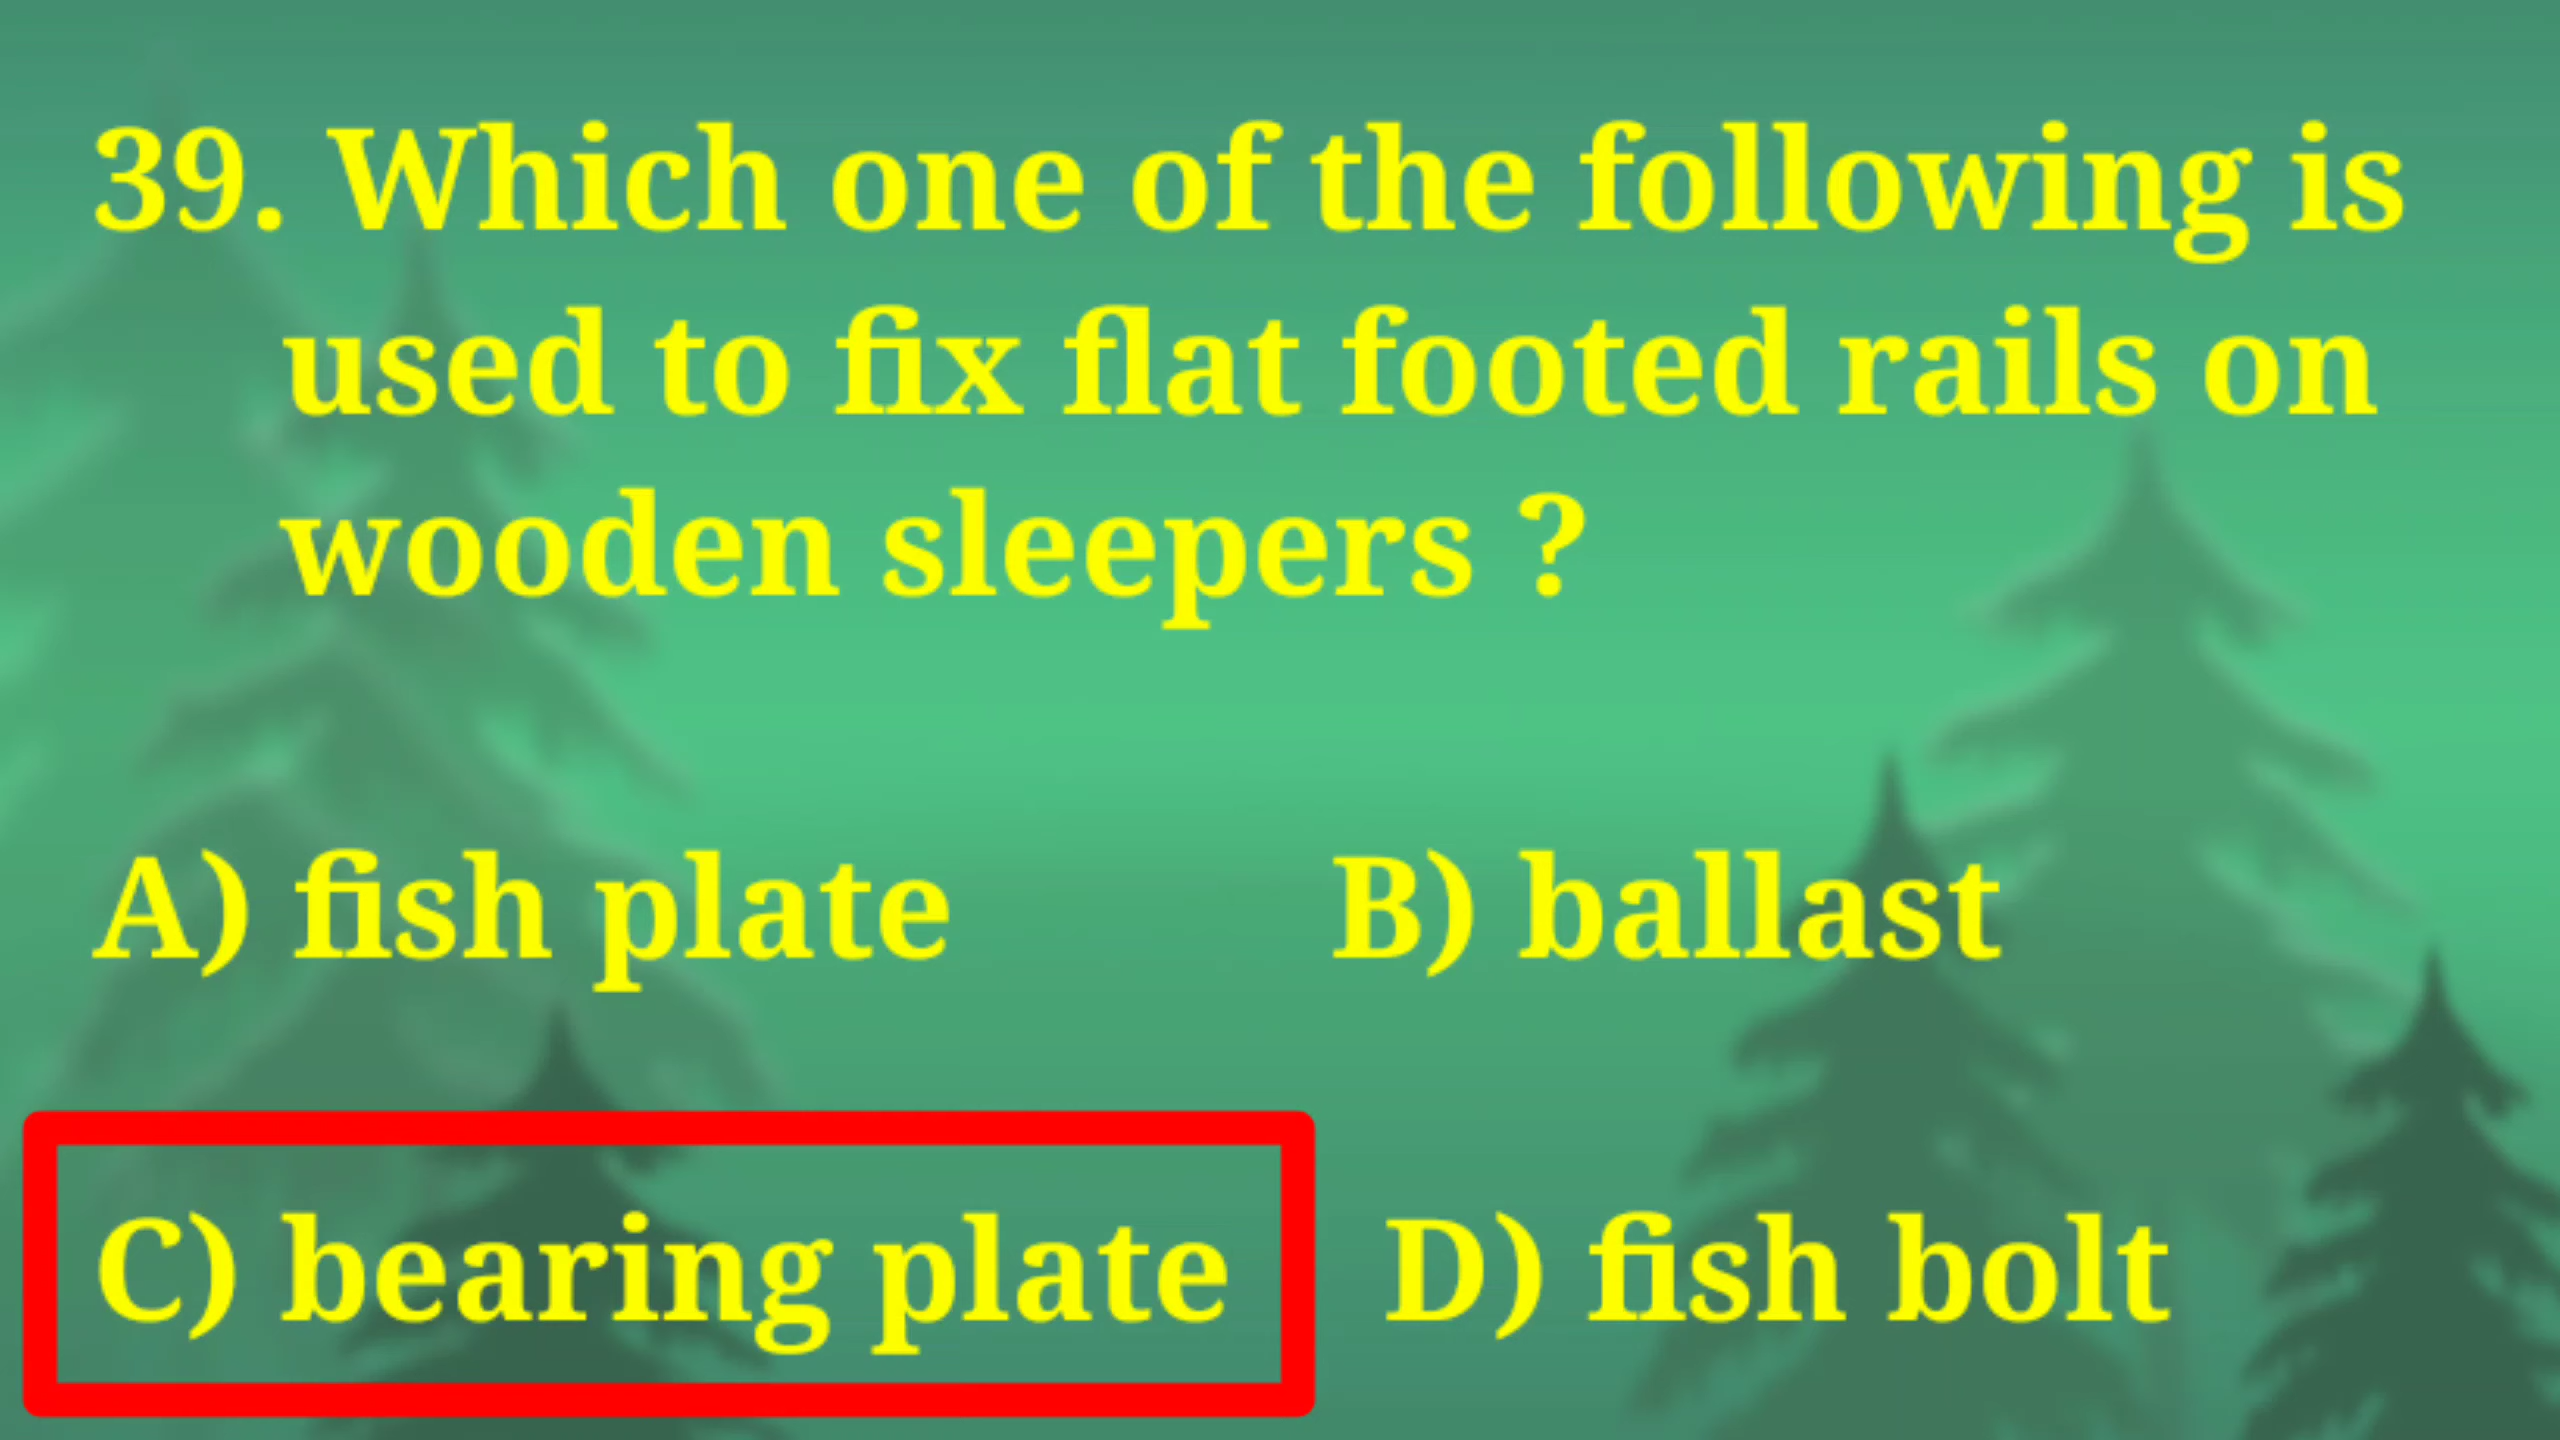 39. Which one of the following is
used to fix flat footed rails on
wooden sleepers ?
A) fish plate B) ballast
C) bearing plate D) fish bolt